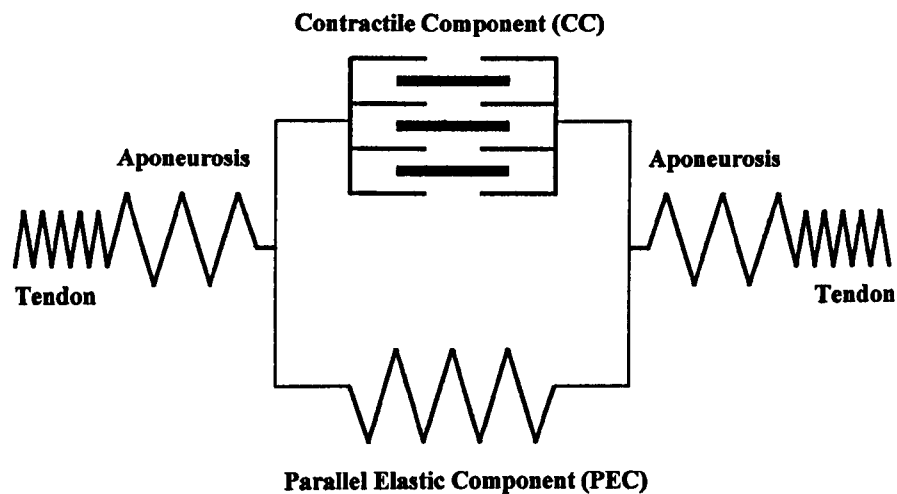 Contractile Component (CC)
Aponeurosis
Aponeurosis
Tendon
Tendon
Parallel Elastic Component (PEC)